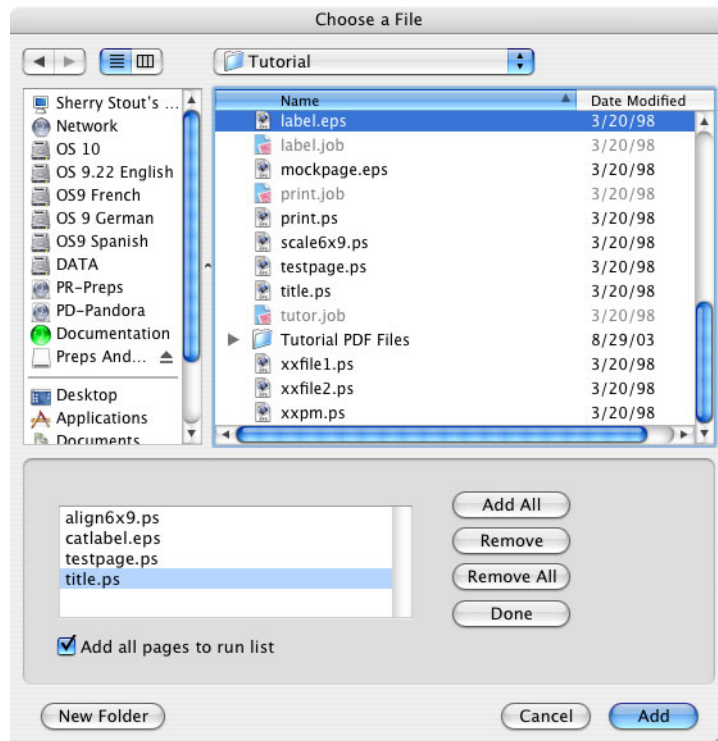 Choose a File
Tutorial
Sherry Stout's ...
Network
OS 10
OS 9.22 English
OS9 French
OS 9 German
OS9 Spanish
DATA
PR-Preps
PD-Pandora
Documentation
Preps And...
Desktop
Applications
Documents
Name Date Modified
label.eps 3/20/98
label.job 3/20/98
mockpage.eps 3/20/98
print.job 3/20/98
print.ps 3/20/98
scale6x9.ps 3/20/98
testpage.ps 3/20/98
title.ps 3/20/98
tutor.job 3/20/98
Tutorial PDF Files 8/29/03
xxfile1.ps 3/20/98
xxfile2.ps 3/20/98
xxpm.ps 3/20/98
align6x9.ps
catlabel.eps
testpage.ps
title.ps
Add All
Remove
Remove All
Done
Add all pages to run list
New Folder
Cancel
Add